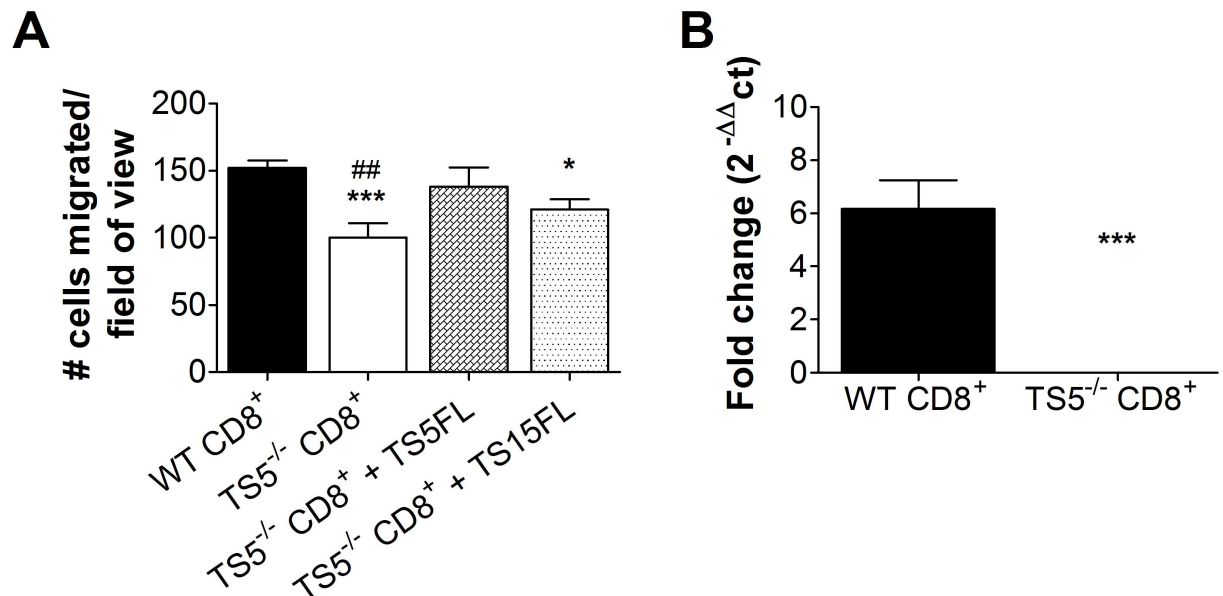 A
# cells migrated/
field of view
200
150
100
50
0
##
***
*
WT CD8⁺
TS5⁻/⁻ CD8⁺
TS5⁻/⁻ CD8⁺ + TS5FL
TS5⁻/⁻ CD8⁺ + TS15FL
B
Fold change (2⁻ΔΔct)
10
8
6
4
2
0
***
WT CD8⁺
TS5⁻/⁻ CD8⁺